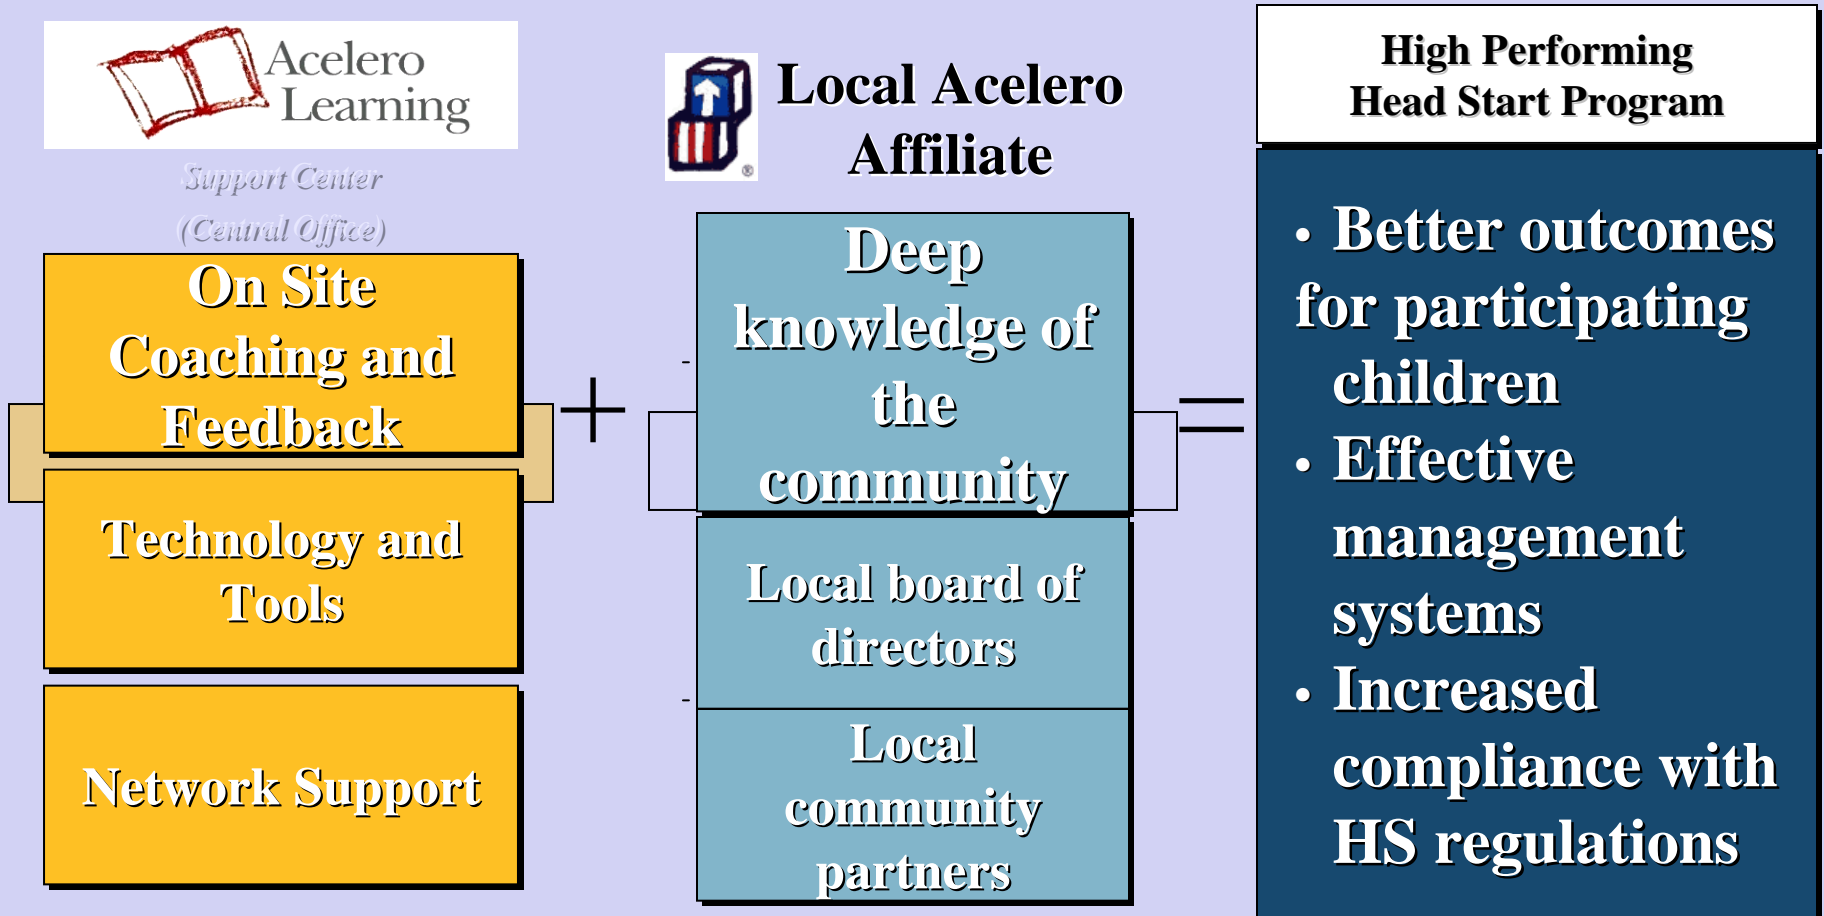 Acelero
Learning
Support Center
(Central Office)
On Site
Coaching and
Feedback
Technology and
Tools
Network Support
+
®
Local Acelero
Affiliate
-
Deep
knowledge of
the
community
Local board of
directors
-
Local
community
partners
=
High Performing
Head Start Program
• Better outcomes
for participating
children
• Effective
management
systems
• Increased
compliance with
HS regulations